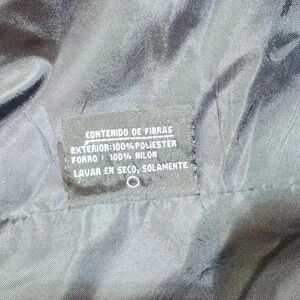 CONTENIDO DE FIBRAS
EXTERIOR:100%POLIESTER
FORRO : 100% NILON
LAVAR EN SECO, SOLAMENTE